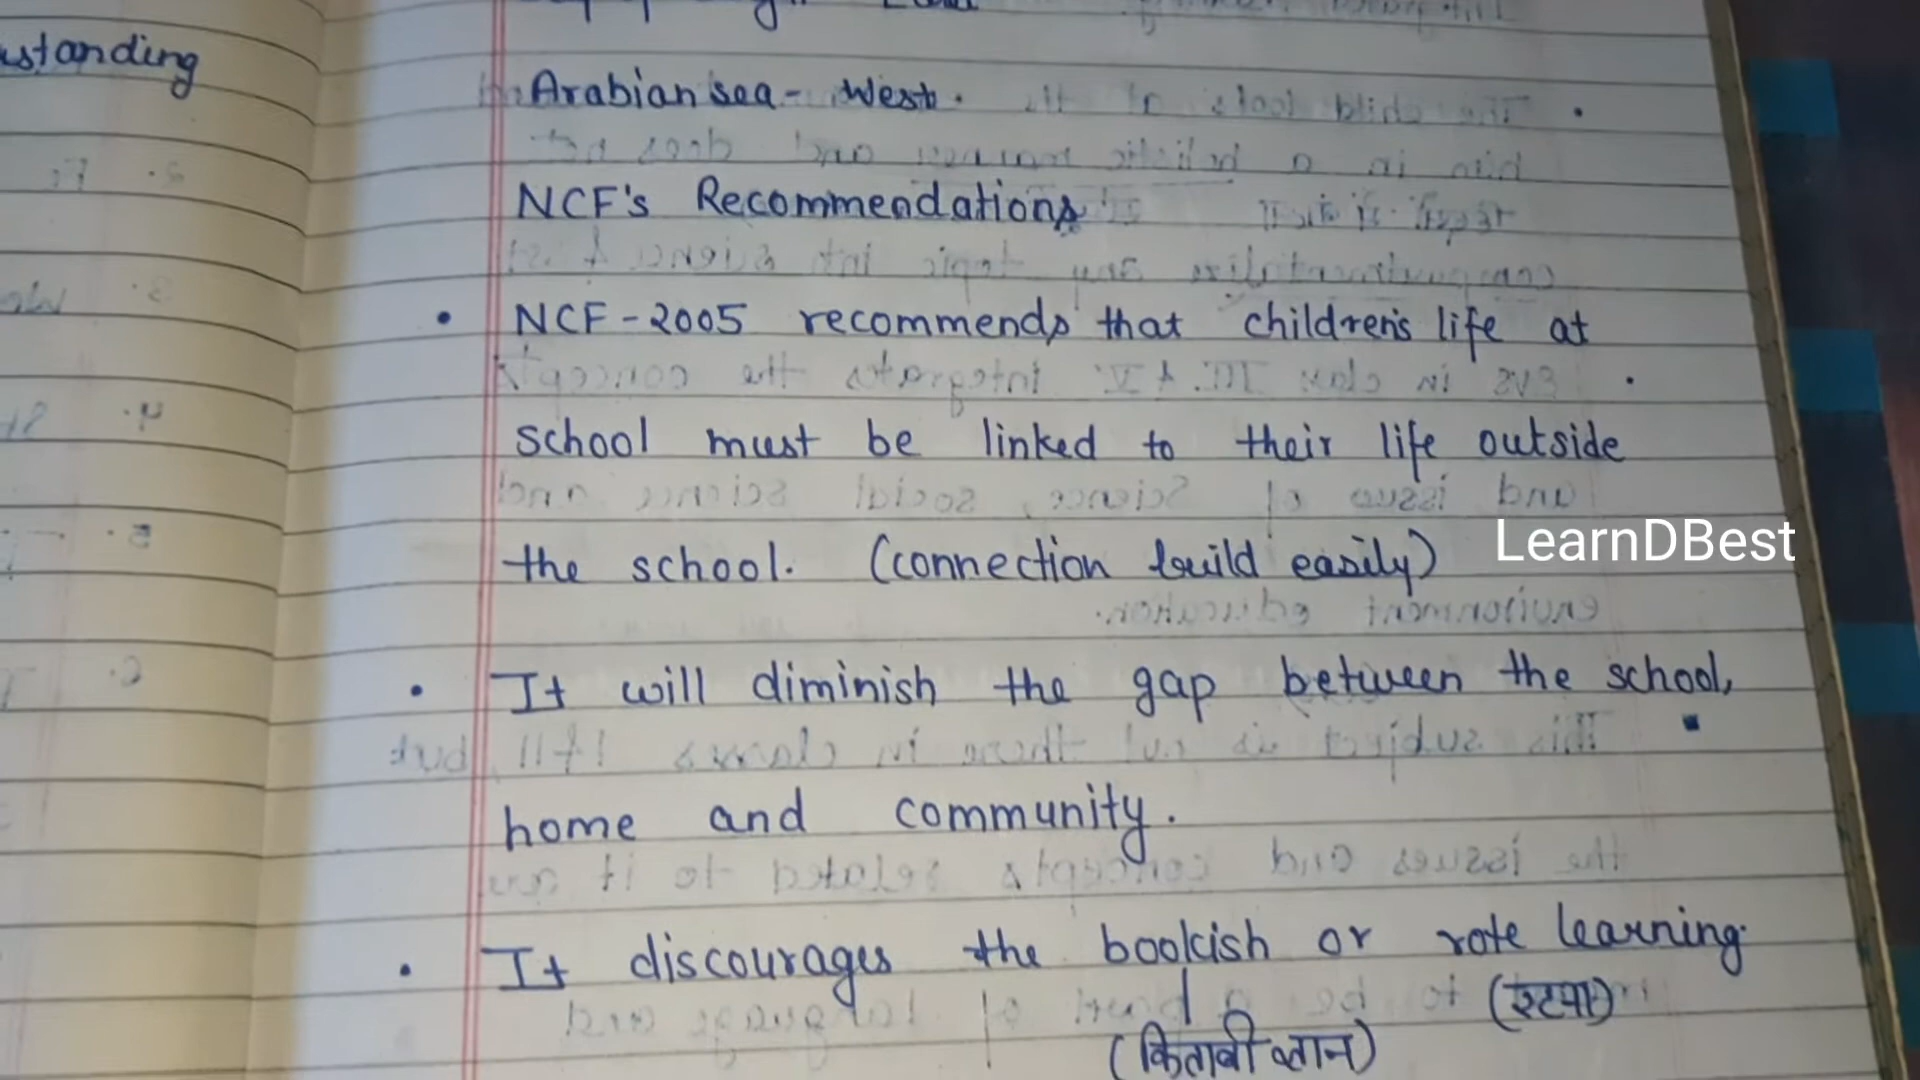 standing
Arabian sea - West.
NCF's Recommendations
• NCF-2005 recommends that children's life at
school must be linked to their life outside
the school. (connection build easily)
LearnDBest
• It will diminish the gap between the school,
home and community.
• It discourages the bookish or rote learning.
(रटना)
(किताबी ज्ञान)